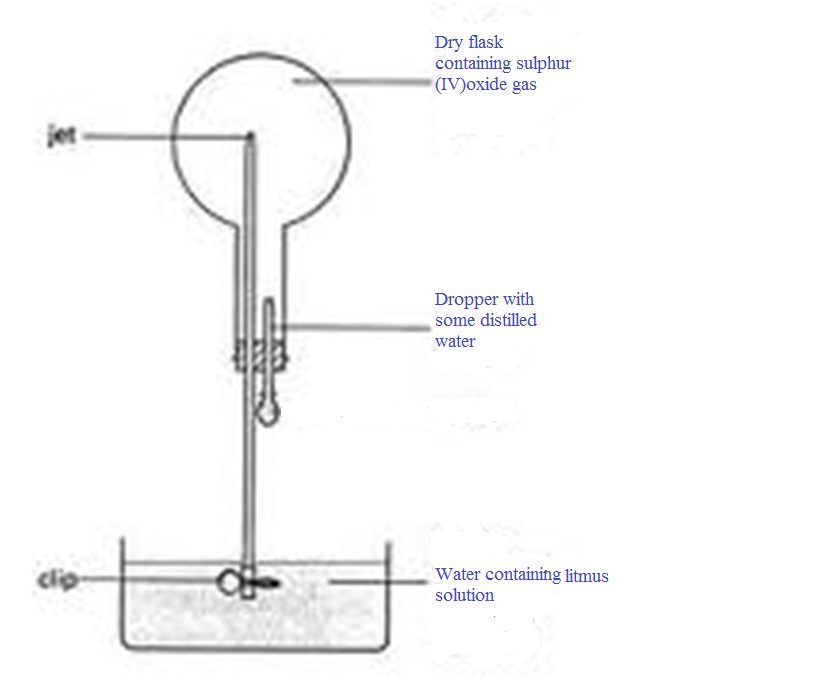 Dry flask
containing sulphur
(IV)oxide gas
jet
Dropper with
some distilled
water
clip
Water containing litmus
solution